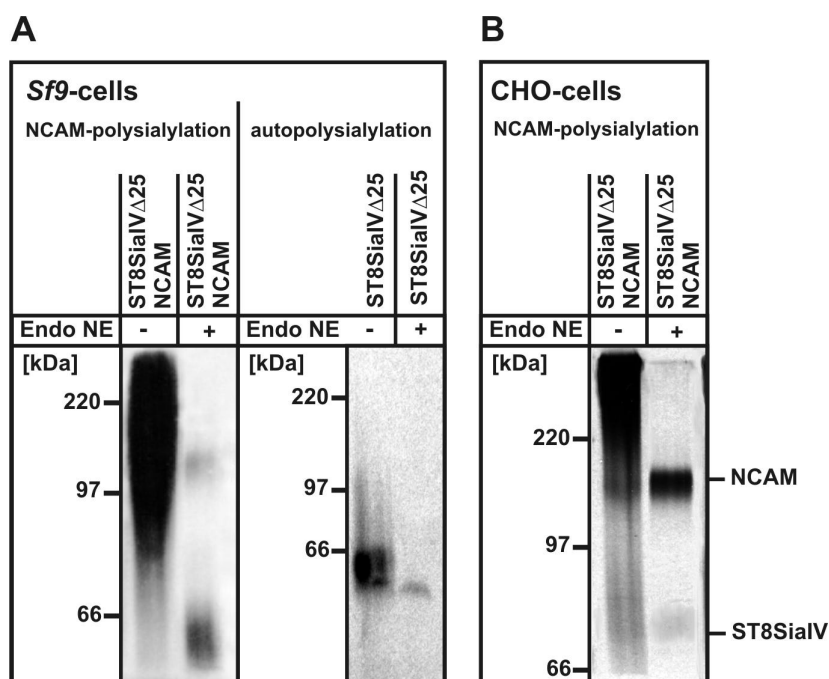 A
Sf9-cells
NCAM-polysialylation
autopolysialylation
ST8SiaIVΔ25
NCAM
ST8SiaIVΔ25
NCAM
ST8SiaIVΔ25
ST8SiaIVΔ25
Endo NE - +
Endo NE - +
[kDa]
220
97
66
[kDa]
220
97
66
B
CHO-cells
NCAM-polysialylation
ST8SiaIVΔ25
NCAM
ST8SiaIVΔ25
NCAM
Endo NE - +
[kDa]
220
97
66
NCAM
ST8SiaIV